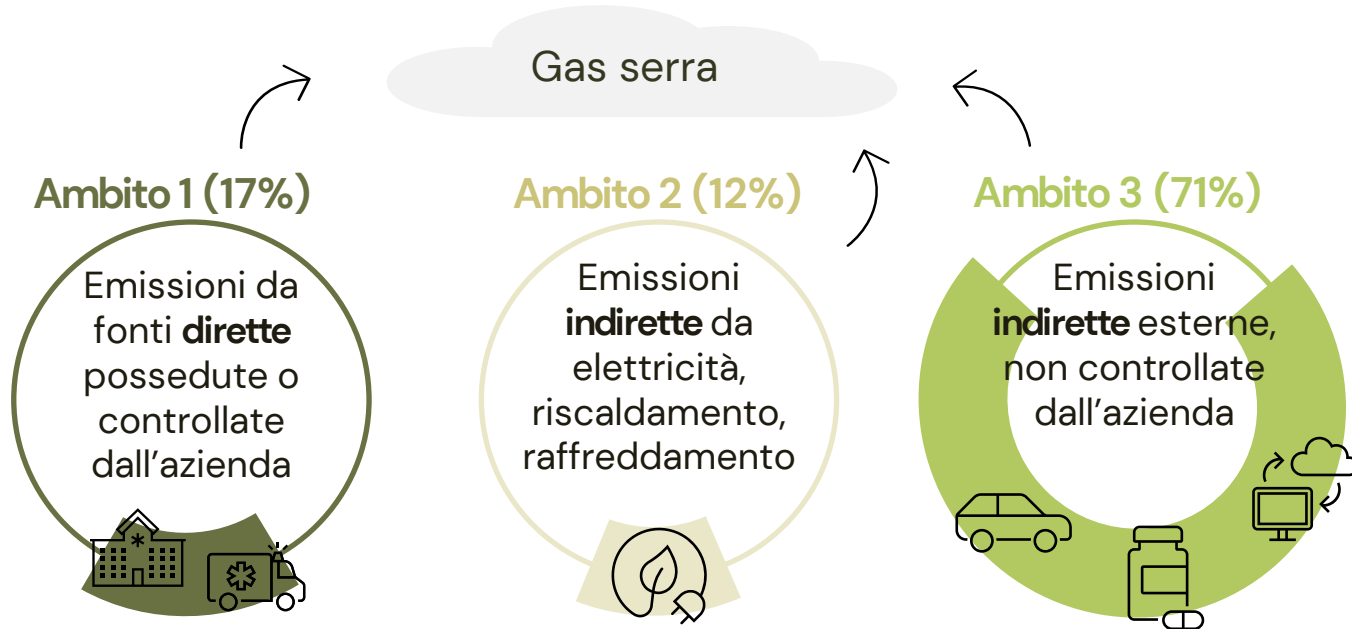 Gas serra
Ambito 1 (17%)
Emissioni da
fonti dirette
possedute o
controllate
dall’azienda
Ambito 2 (12%)
Emissioni
indirette da
elettricità,
riscaldamento,
raffreddamento
Ambito 3 (71%)
Emissioni
indirette esterne,
non controllate
dall’azienda